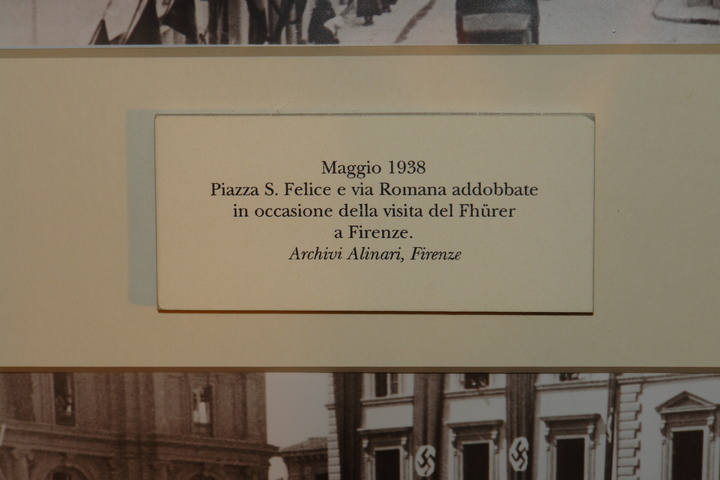 Maggio 1938
Piazza S. Felice e via Romana addobbate
in occasione della visita del Fhürer
a Firenze.
Archivi Alinari, Firenze